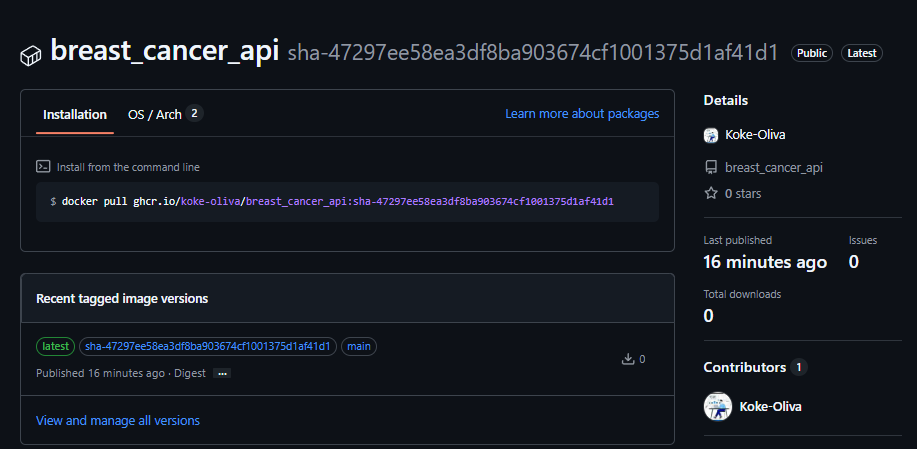 breast_cancer_api sha-47297ee58ea3df8ba903674cf1001375d1af41d1 Public Latest
Installation OS / Arch 2 Learn more about packages
Install from the command line
$ docker pull ghcr.io/koke-oliva/breast_cancer_api:sha-47297ee58ea3df8ba903674cf1001375d1af41d1
Recent tagged image versions
latest sha-47297ee58ea3df8ba903674cf1001375d1af41d1 main
Published 16 minutes ago · Digest ...
0
View and manage all versions
Details
Koke-Oliva
breast_cancer_api
0 stars
Last published Issues
16 minutes ago 0
Total downloads
0
Contributors 1
Koke-Oliva